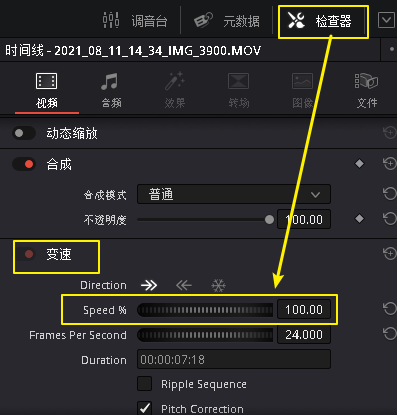 调音台 元数据 检查器
时间线 - 2021_08_11_14_34_IMG_3900.MOV
视频 音频 效果 转场 图像 文件
动态缩放
合成
合成模式 普通
不透明度 100.00
变速
Direction
Speed % 100.00
Frames Per Second 24.000
Duration 00:00:07:18
Ripple Sequence
Pitch Correction